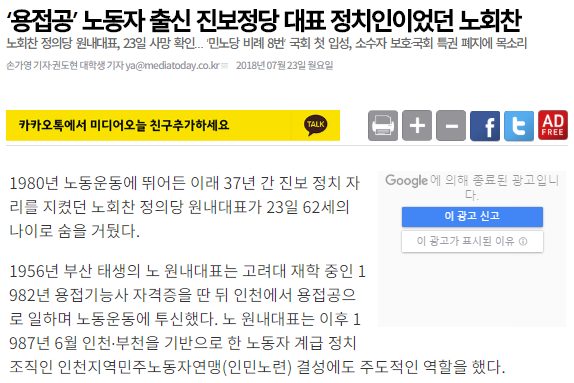 '용접공' 노동자 출신 진보정당 대표 정치인이었던 노회찬
노회찬 정의당 원내대표, 23일 사망 확인... '민노당 비례 8번' 국회 첫 입성, 소수자 보호국회 특권 폐지에 목소리
손가영 기자·권도현 대학생 기자 ya@mediatoday.co.kr 2018년 07월 23일 월요일
카카오톡에서 미디어오늘 친구추가하세요
TALK
AD
FREE
1980년 노동운동에 뛰어든 이래 37년 간 진보 정치 자
리를 지켰던 노회찬 정의당 원내대표가 23일 62세의
나이로 숨을 거뒀다.
Google에 의해 종료된 광고입니
다.
이 광고 신고
이 광고가 표시된 이유 ⓘ
1956년 부산 태생의 노 원내대표는 고려대 재학 중인 1
982년 용접기능사 자격증을 딴 뒤 인천에서 용접공으
로 일하며 노동운동에 투신했다. 노 원내대표는 이후 1
987년 6월 인천·부천을 기반으로 한 노동자 계급 정치
조직인 인천지역민주노동자연맹(인민노련) 결성에도 주도적인 역할을 했다.